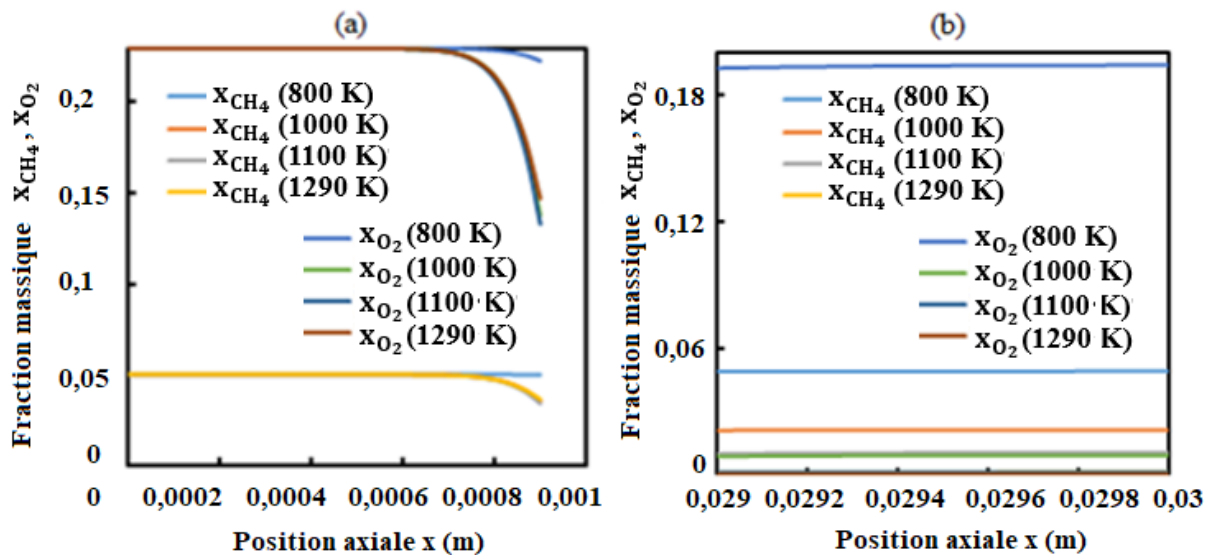 (a)
Fraction massique x_CH4 , x_O2
0,2
0,15
0,1
0,05
0
x_CH4 (800 K)
x_CH4 (1000 K)
x_CH4 (1100 K)
x_CH4 (1290 K)
x_O2 (800 K)
x_O2 (1000 K)
x_O2 (1100 K)
x_O2 (1290 K)
0 0,0002 0,0004 0,0006 0,0008 0,001
Position axiale x (m)
(b)
Fraction massique x_CH4 , x_O2
0,18
0,12
0,06
0
x_CH4 (800 K)
x_CH4 (1000 K)
x_CH4 (1100 K)
x_CH4 (1290 K)
x_O2 (800 K)
x_O2 (1000 K)
x_O2 (1100 K)
x_O2 (1290 K)
0,029 0,0292 0,0294 0,0296 0,0298 0,03
Position axiale x (m)